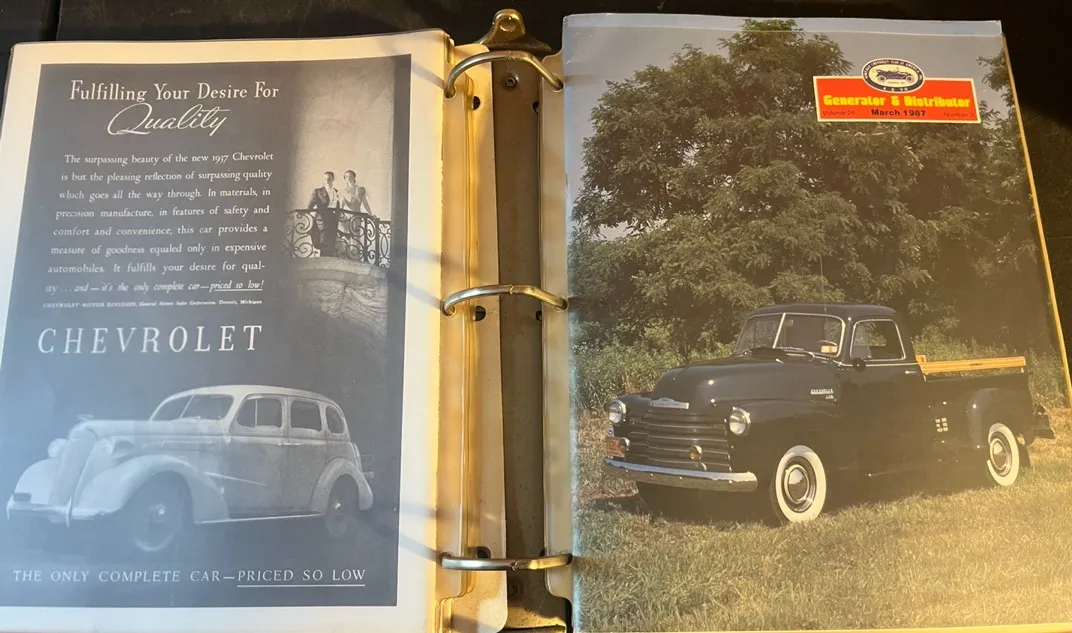 Fulfilling Your Desire For
Quality
The surpassing beauty of the new 1937 Chevrolet
is but the pleasing reflection of surpassing quality
which goes all the way through. In materials, in
precision manufacture, in features of safety and
comfort and convenience, this car provides a
measure of goodness equaled only in expensive
automobiles. It fulfills your desire for qual-
ity . . . and — it's the only complete car — priced so low!
CHEVROLET MOTOR DIVISION, General Motors Sales Corporation, Detroit, Michigan
CHEVROLET
THE ONLY COMPLETE CAR—PRICED SO LOW
Generator & Distributor
Volume 26 March 1987 Number
CHEVROLET